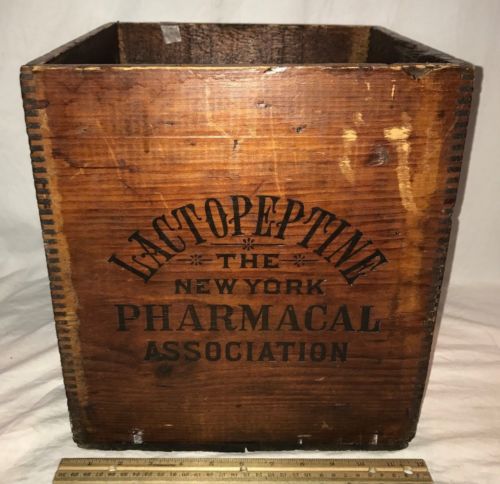 LACTOPEPTINE
THE
NEW YORK
PHARMACAL
ASSOCIATION